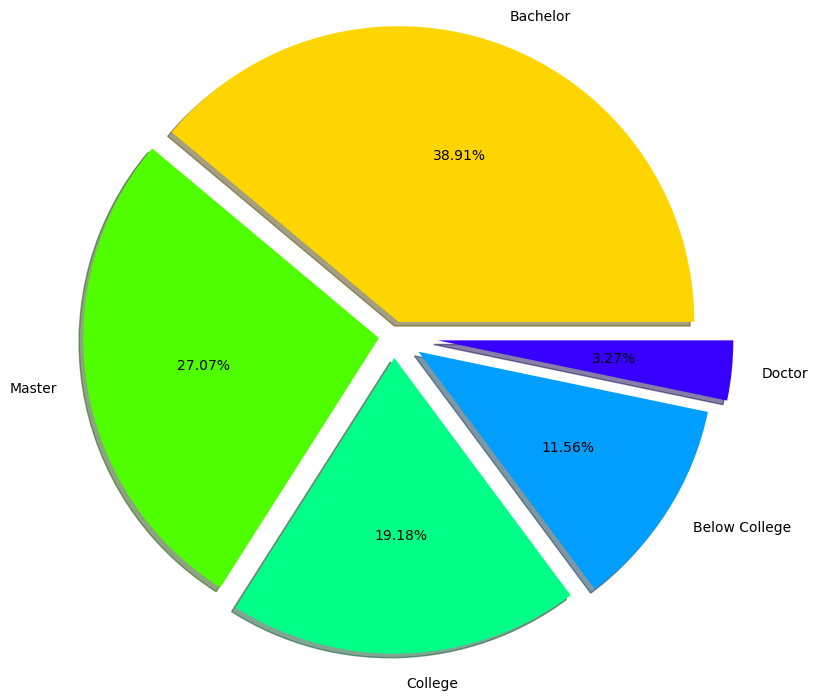 Bachelor
38.91%
27.07%
Master
19.18%
College
11.56%
Below College
3.27%
Doctor